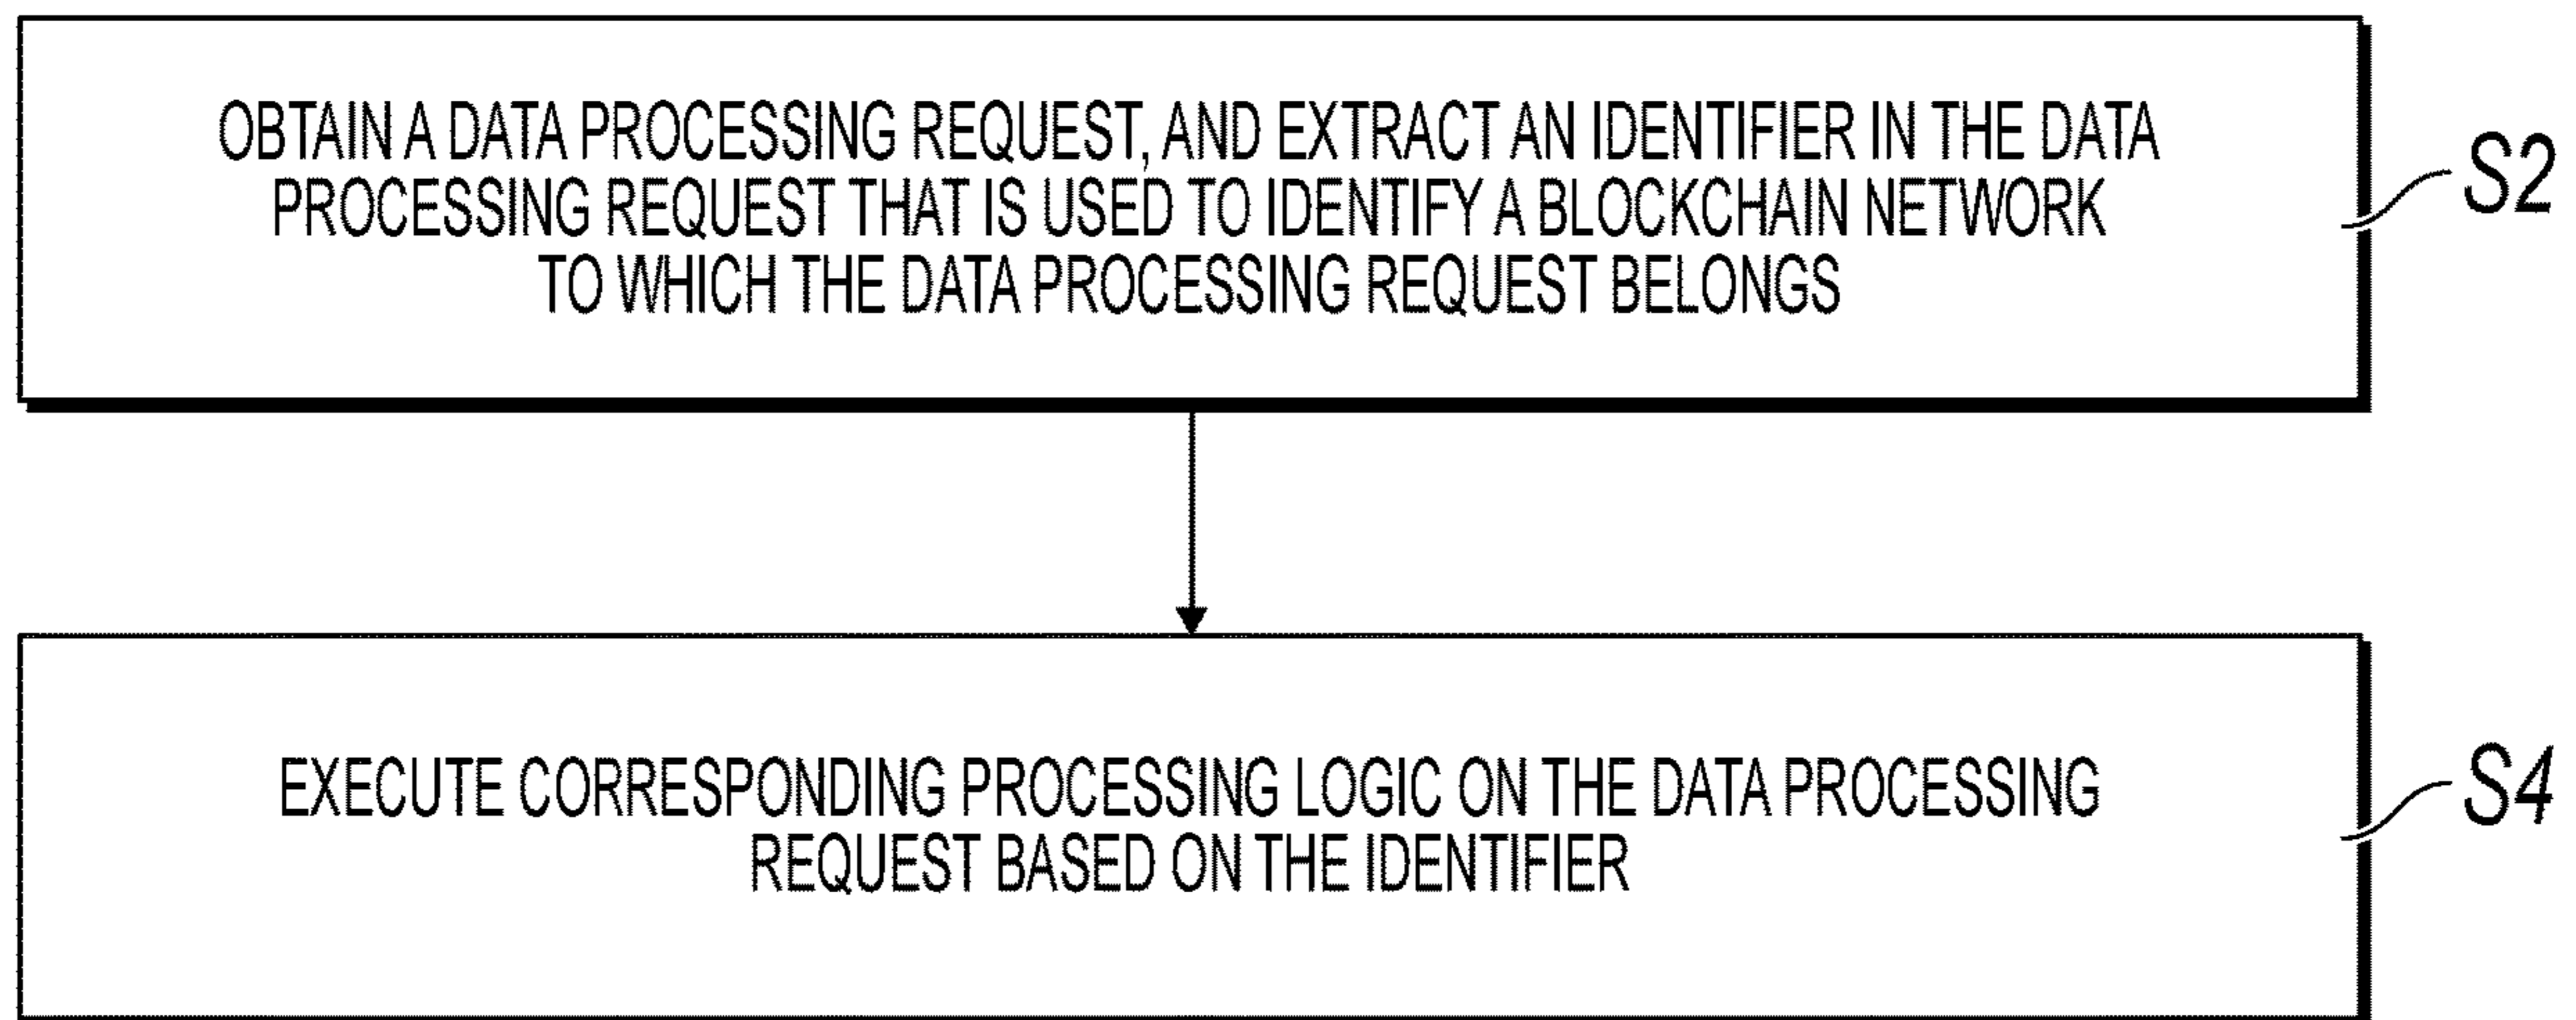 OBTAIN A DATA PROCESSING REQUEST, AND EXTRACT AN IDENTIFIER IN THE DATA
PROCESSING REQUEST THAT IS USED TO IDENTIFY A BLOCKCHAIN NETWORK
TO WHICH THE DATA PROCESSING REQUEST BELONGS
S2
EXECUTE CORRESPONDING PROCESSING LOGIC ON THE DATA PROCESSING
REQUEST BASED ON THE IDENTIFIER
S4